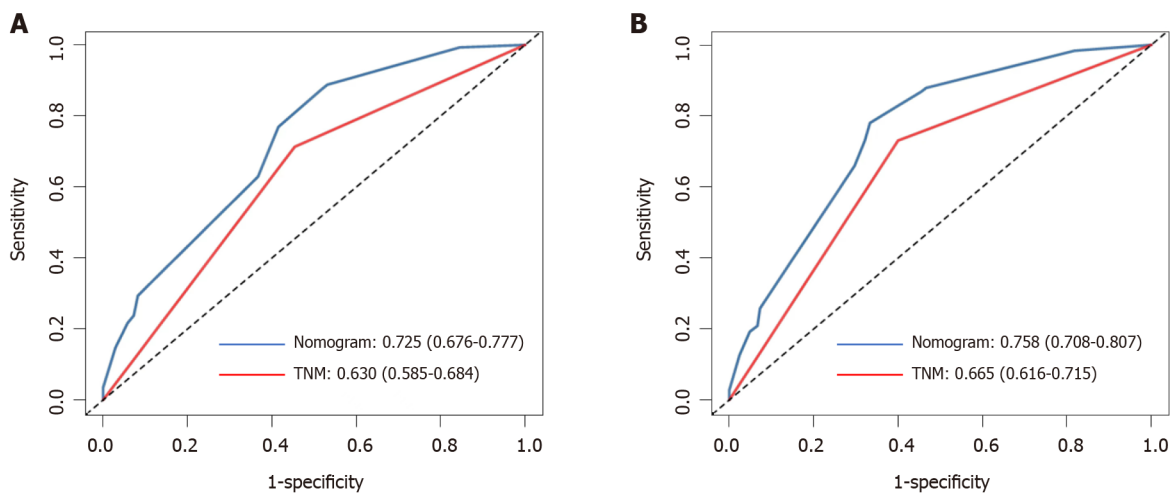 A
1.0
0.8
0.6
0.4
0.2
0.0
Sensitivity
Nomogram: 0.725 (0.676-0.777)
TNM: 0.630 (0.585-0.684)
0.0 0.2 0.4 0.6 0.8 1.0
1-specificity
B
1.0
0.8
0.6
0.4
0.2
0.0
Sensitivity
Nomogram: 0.758 (0.708-0.807)
TNM: 0.665 (0.616-0.715)
0.0 0.2 0.4 0.6 0.8 1.0
1-specificity